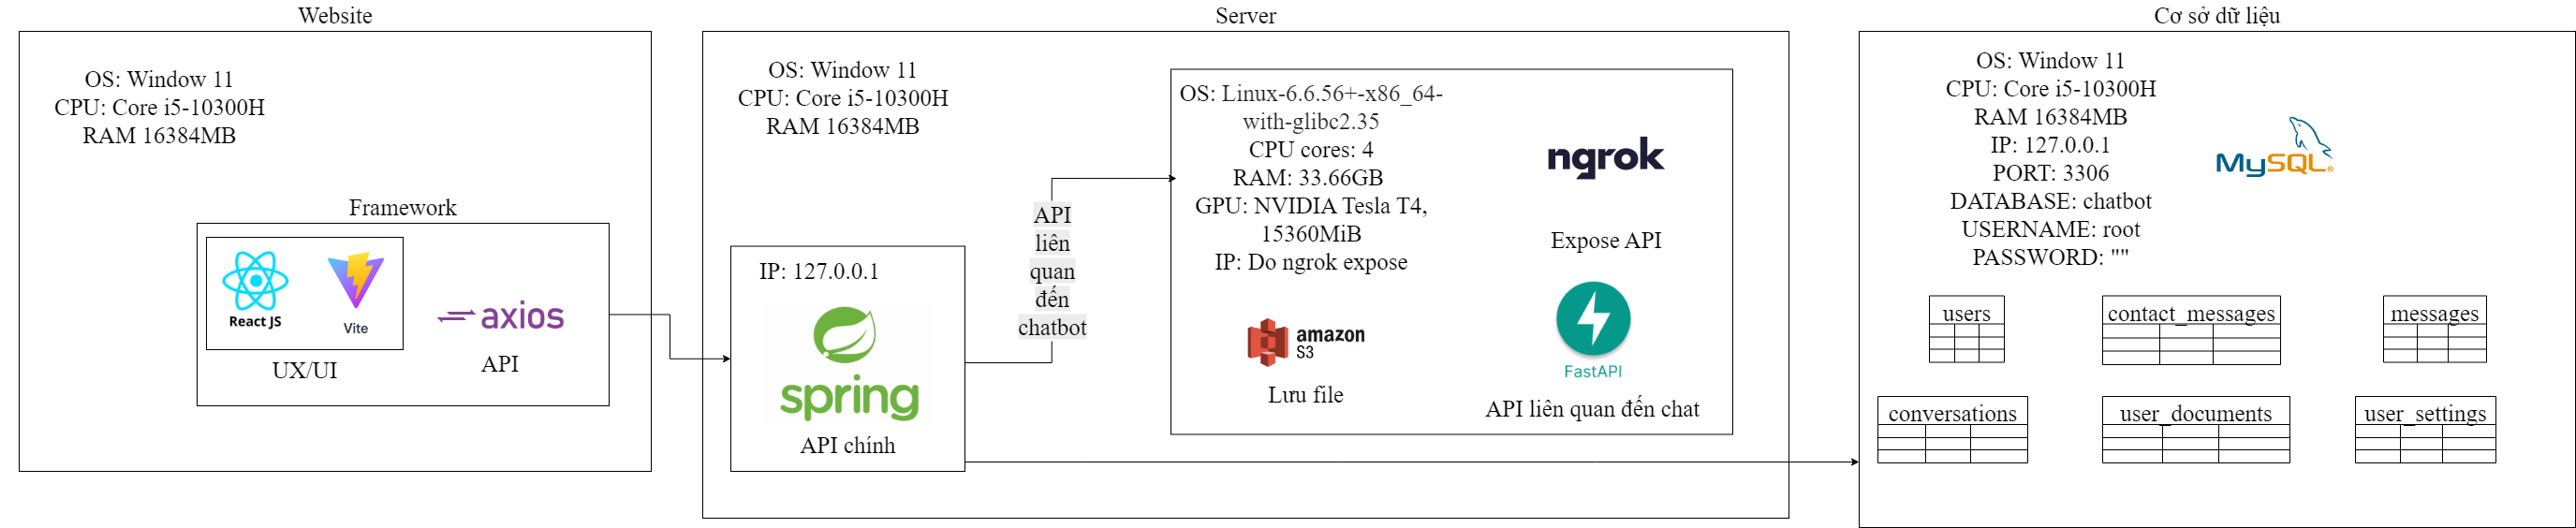 Website
OS: Window 11
CPU: Core i5-10300H
RAM 16384MB
Framework
React JS
Vite
UX/UI
axios
API
Server
OS: Window 11
CPU: Core i5-10300H
RAM 16384MB
IP: 127.0.0.1
spring
API chính
API
liên
quan
đến
chatbot
OS: Linux-6.6.56+-x86_64-
with-glibc2.35
CPU cores: 4
RAM: 33.66GB
GPU: NVIDIA Tesla T4,
15360MiB
IP: Do ngrok expose
ngrok
Expose API
amazon
S3
Lưu file
FastAPI
API liên quan đến chat
Cơ sở dữ liệu
OS: Window 11
CPU: Core i5-10300H
RAM 16384MB
IP: 127.0.0.1
PORT: 3306
DATABASE: chatbot
USERNAME: root
PASSWORD: ""
MySQL®
users
contact_messages
messages
conversations
user_documents
user_settings